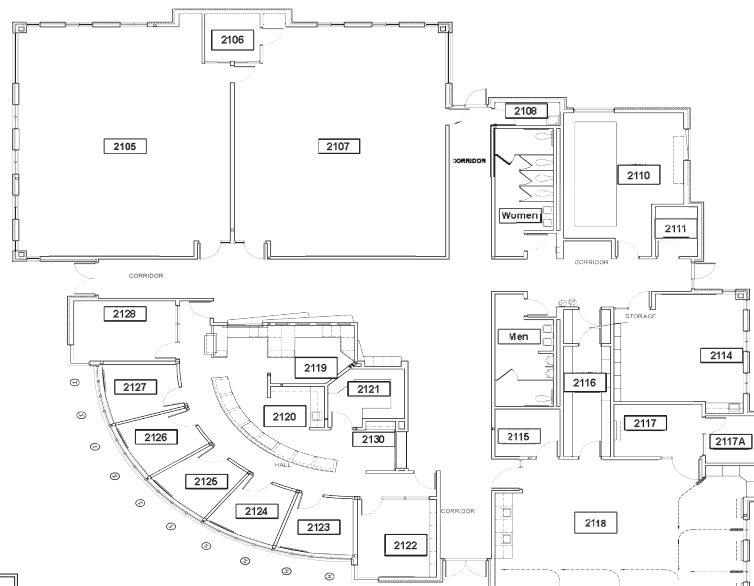 2106
2108
2105
2107
CORRIDOR
2110
Women
2111
CORRIDOR
CORRIDOR
2128
STORAGE
Men
2114
2119
2127
2121
2116
2120
2117
2126
2130
2115
2117A
HALL
2125
2124
CORRIDOR
2118
2123
2122